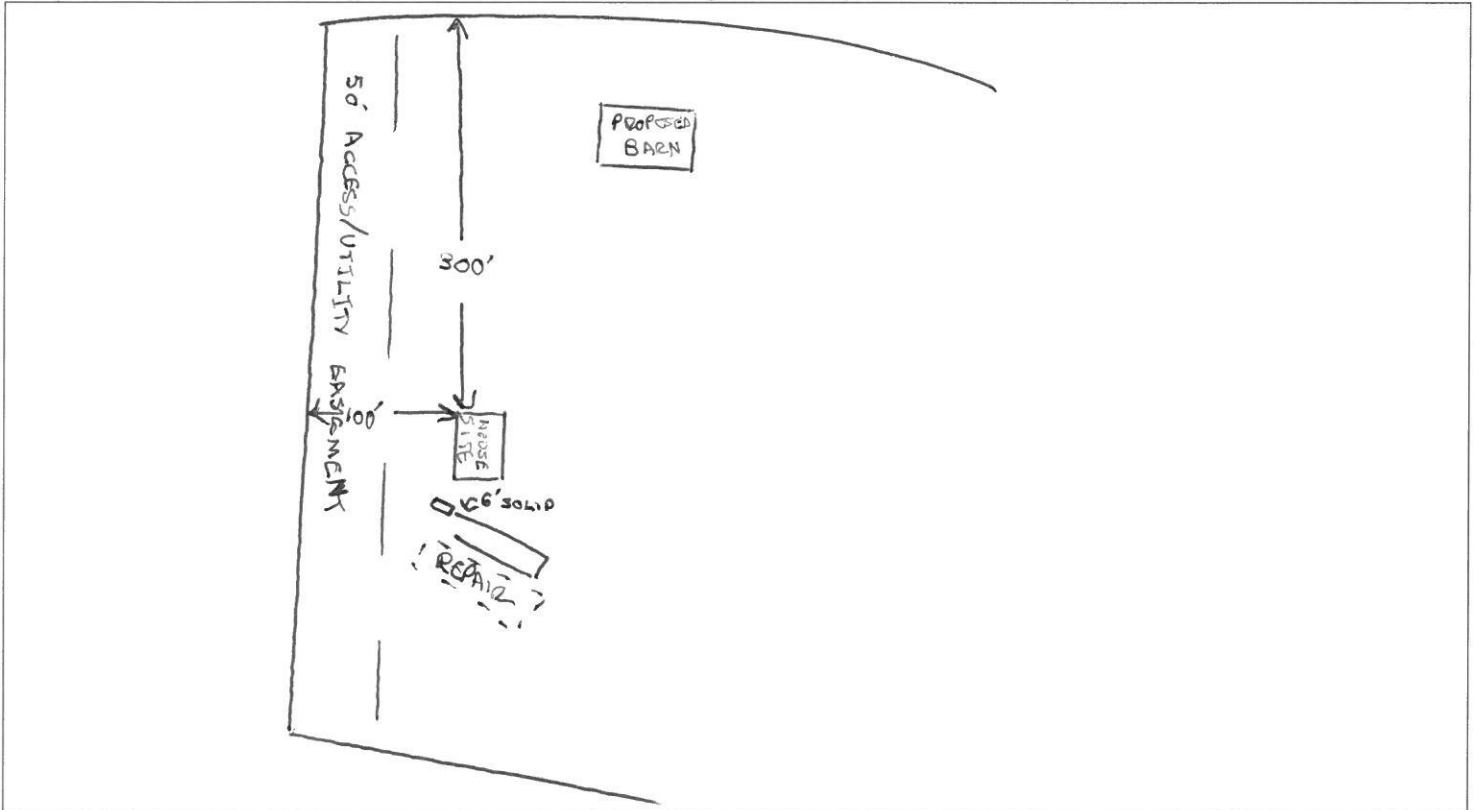 PROPOSED
BARN
50' ACCESS/UTILITY EASEMENT
300'
100'
HOUSE
SITE
6' SOLID
REPAIR